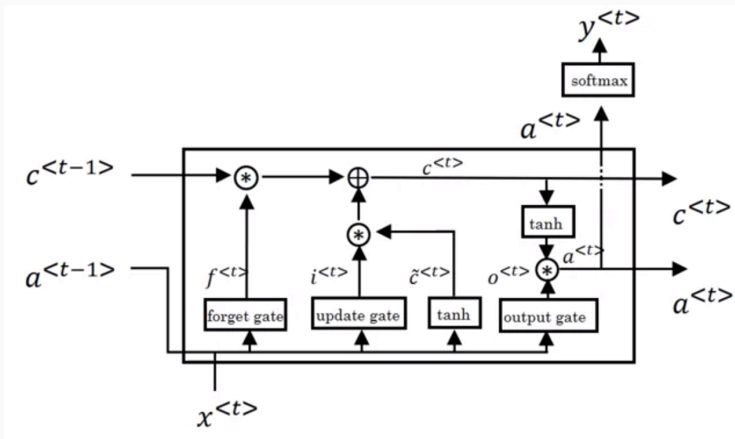 y<t>
softmax
a<t>
c<t-1>
c<t>
c<t>
tanh
a<t-1>
f<t>
i<t>
c̃<t>
o<t>
a<t>
a<t>
forget gate
update gate
tanh
output gate
x<t>